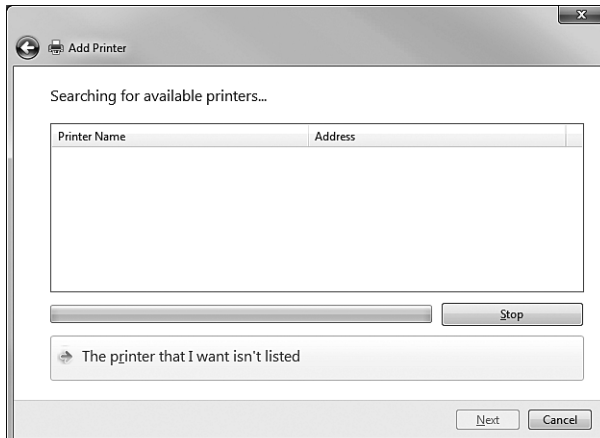 x
Add Printer
Searching for available printers...
Printer Name Address
Stop
The printer that I want isn't listed
Next Cancel